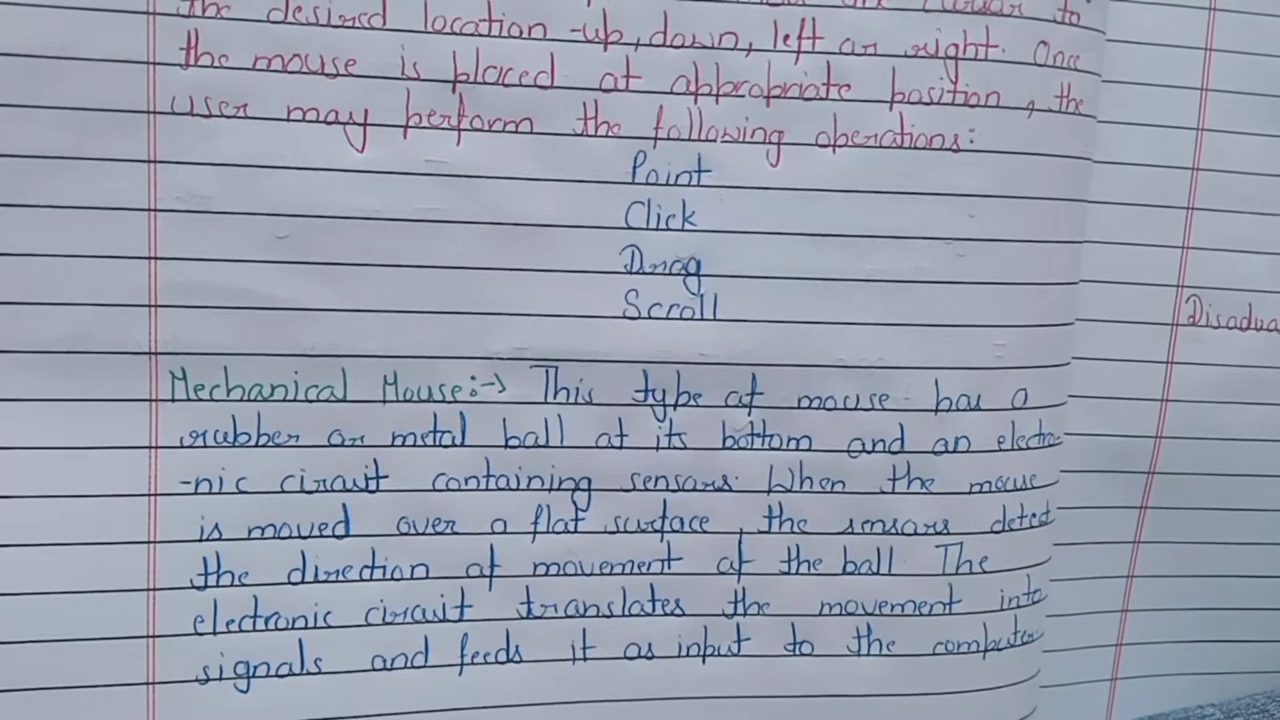 to
the desired location -up, down, left or right. Once
the mouse is placed at appropriate position, the
user may perform the following operations:
Point
Click
Drag
Scroll
Disadva
Mechanical Mouse:-> This type of mouse has a
rubber or metal ball at its bottom and an electro
-nic circuit containing sensors. When the mouse
is moved over a flat surface, the sensors detect
the direction of movement of the ball. The
electronic circuit translates the movement into
signals and feeds it as input to the computer